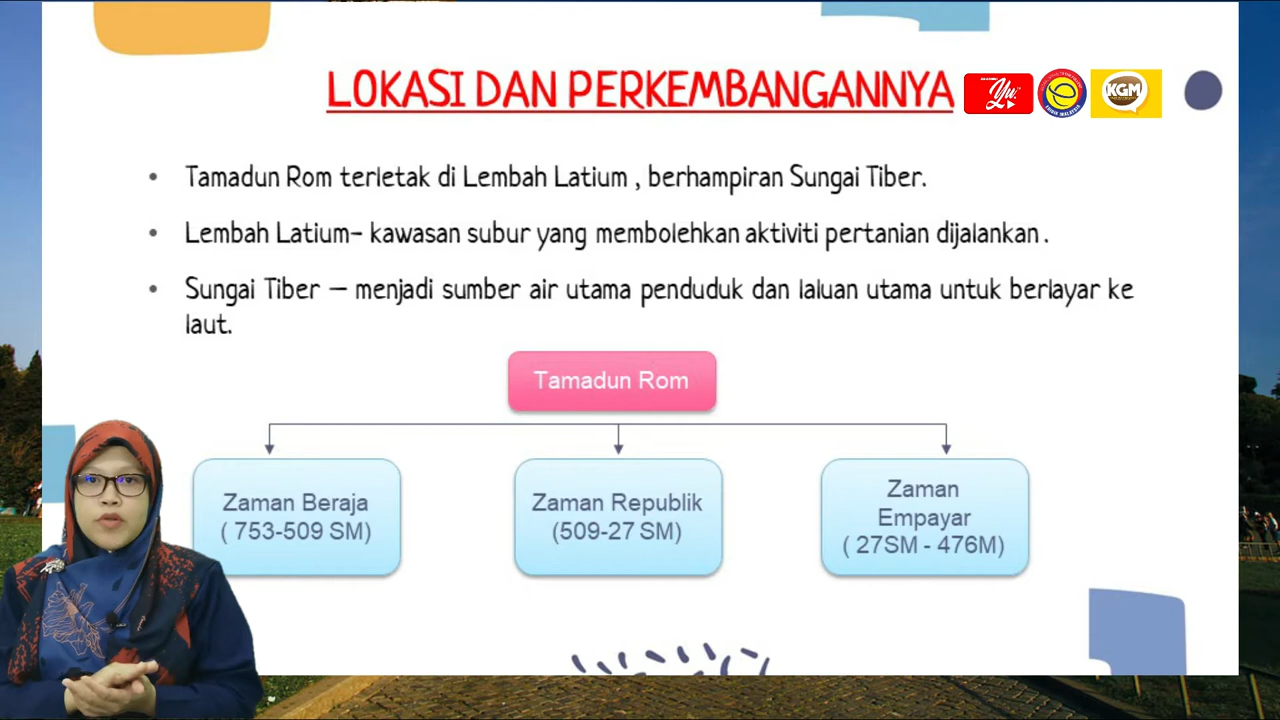 LOKASI DAN PERKEMBANGANNYA
Yu!
KGM
Tamadun Rom terletak di Lembah Latium , berhampiran Sungai Tiber.
Lembah Latium- kawasan subur yang membolehkan aktiviti pertanian dijalankan .
Sungai Tiber – menjadi sumber air utama penduduk dan laluan utama untuk berlayar ke
laut.
Tamadun Rom
Zaman Beraja
( 753-509 SM)
Zaman Republik
(509-27 SM)
Zaman
Empayar
( 27SM - 476M)